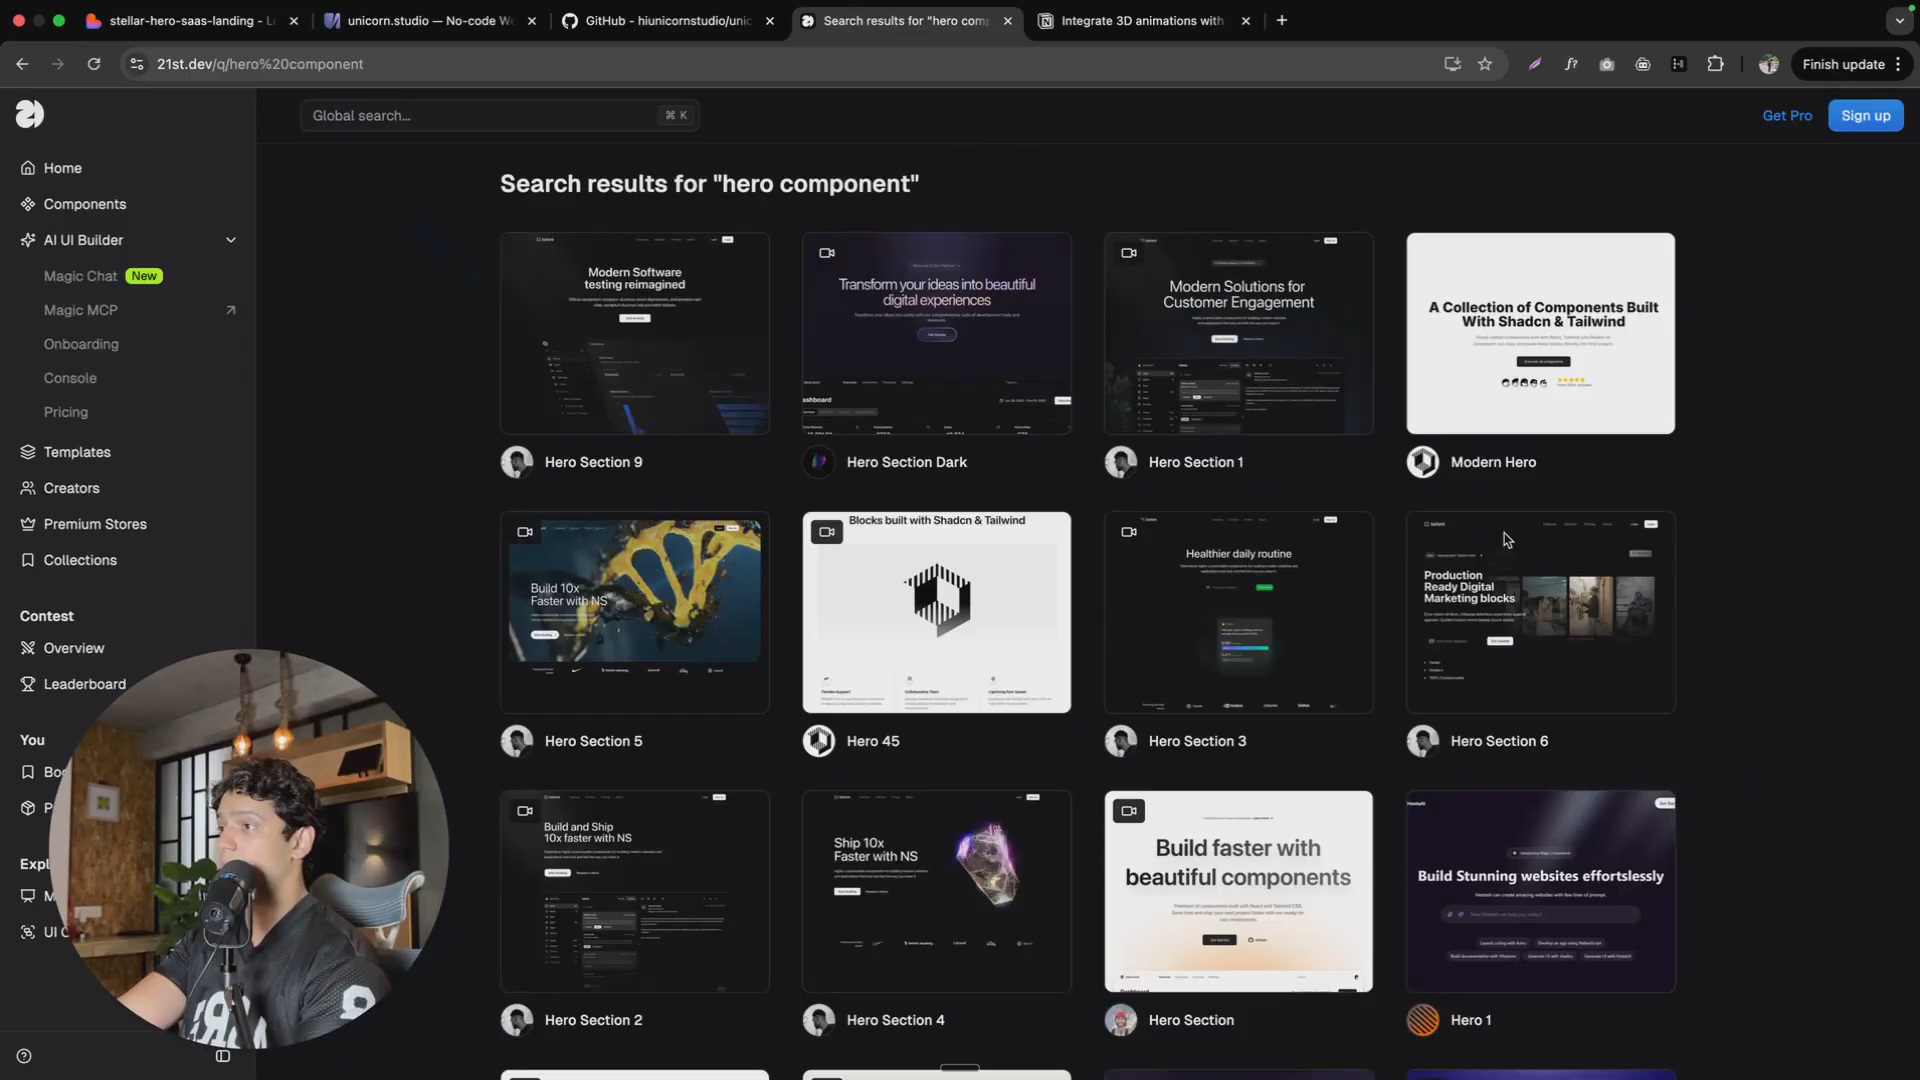 stellar-hero-saas-landing - L
unicorn.studio — No-code W
GitHub - hiunicornstudio/unic
Search results for "hero comp
Integrate 3D animations with
21st.dev/q/hero%20component
Finish update
Global search...
⌘ K
Get Pro
Sign up
Home
Components
AI UI Builder
Magic Chat New
Magic MCP
Onboarding
Console
Pricing
Templates
Creators
Premium Stores
Collections
Contest
Overview
Leaderboard
You
Expl
Search results for "hero component"
Modern Software
testing reimagined
Hero Section 9
Transform your ideas into beautiful
digital experiences
Hero Section Dark
Modern Solutions for
Customer Engagement
Hero Section 1
A Collection of Components Built
With Shadcn & Tailwind
Modern Hero
Build 10x
Faster with NS
Hero Section 5
Blocks built with Shadcn & Tailwind
Hero 45
Healthier daily routine
Hero Section 3
Production
Ready Digital
Marketing blocks
Hero Section 6
Build and Ship
10x faster with NS
Hero Section 2
Ship 10x
Faster with NS
Hero Section 4
Build faster with
beautiful components
Hero Section
Build Stunning websites effortlessly
Hero 1